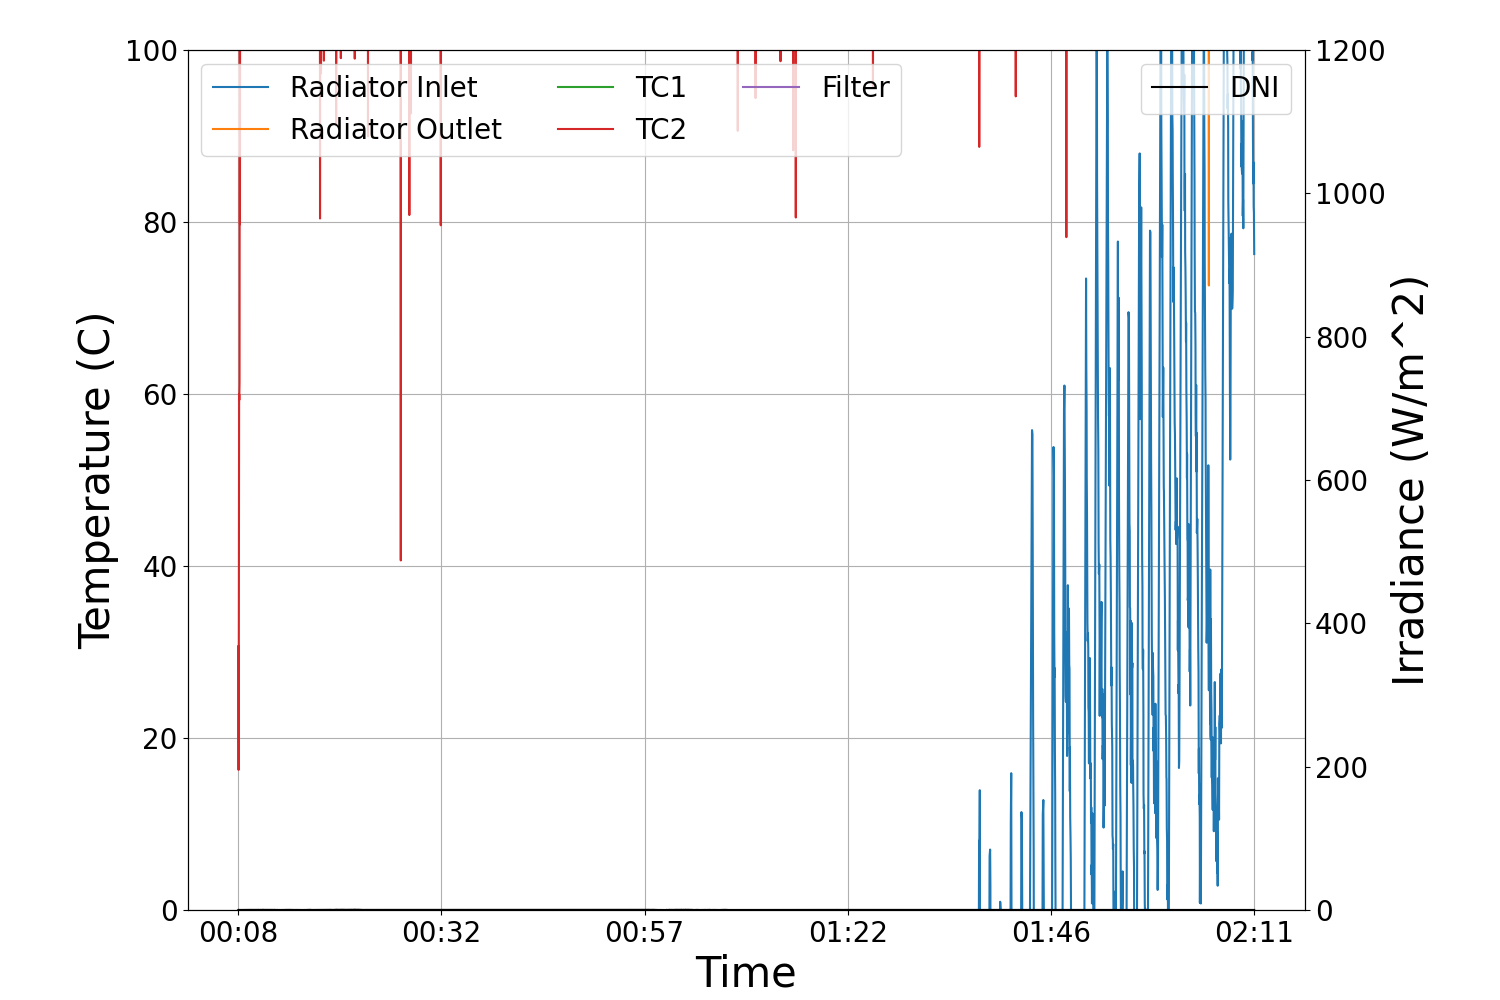 100
80
60
40
20
0
Temperature (C)
Radiator Inlet
Radiator Outlet
TC1
TC2
Filter
DNI
1200
1000
800
600
400
200
0
Irradiance (W/m^2)
00:08 00:32 00:57 01:22 01:46 02:11
Time